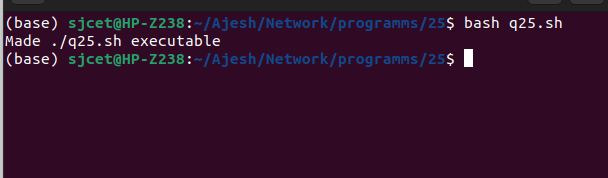 (base) sjcet@HP-Z238:~/Ajesh/Network/programms/25$ bash q25.sh
Made ./q25.sh executable
(base) sjcet@HP-Z238:~/Ajesh/Network/programms/25$